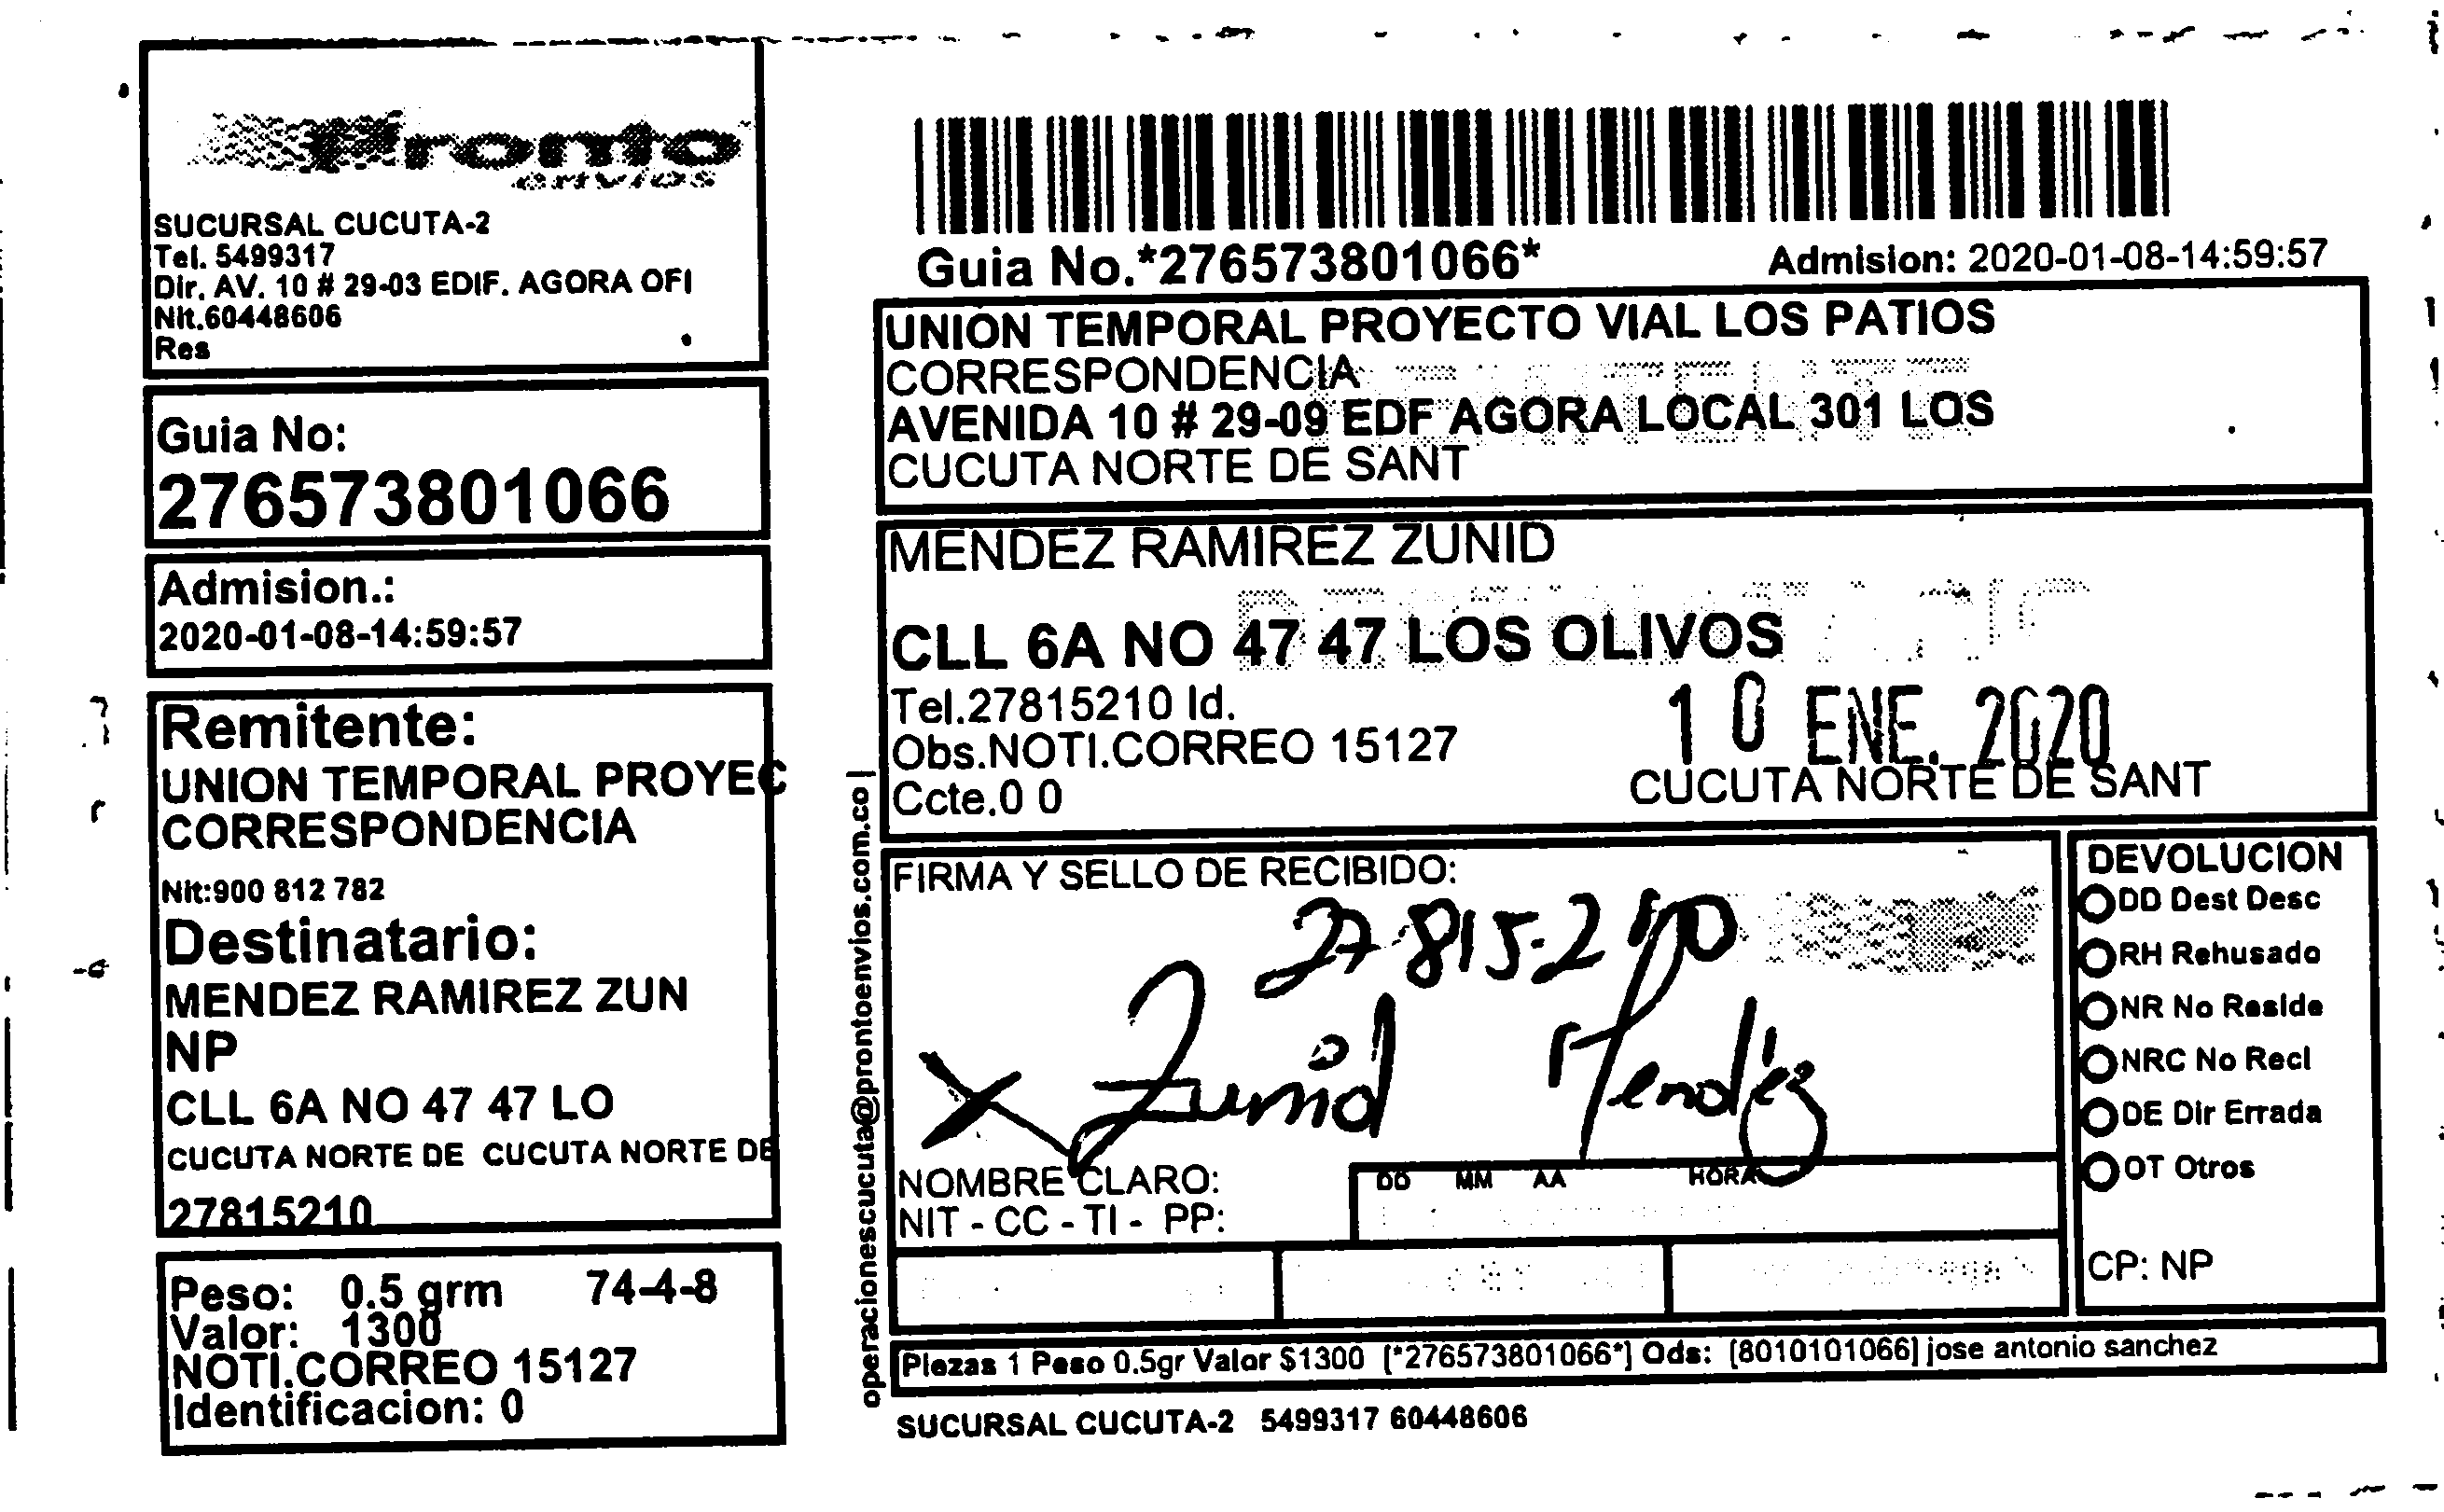 Pronto
envios
SUCURSAL CUCUTA-2
Tel. 5499317
Dir. AV. 10 # 29-03 EDIF. AGORA OFI
Nit.60448606
Res
Guia No:
276573801066
Admision.:
2020-01-08-14:59:57
Remitente:
UNION TEMPORAL PROYEC
CORRESPONDENCIA
Nit:900 812 782
Destinatario:
MENDEZ RAMIREZ ZUN
NP
CLL 6A NO 47 47 LO
CUCUTA NORTE DE CUCUTA NORTE DE
27815210
Peso: 0.5 grm 74-4-8
Valor: 1300
NOTI.CORREO 15127
Identificacion: 0
Guia No.*276573801066* Admision: 2020-01-08-14:59:57
UNION TEMPORAL PROYECTO VIAL LOS PATIOS
CORRESPONDENCIA
AVENIDA 10 # 29-09 EDF AGORA LOCAL 301 LOS
CUCUTA NORTE DE SANT
MENDEZ RAMIREZ ZUNID
CLL 6A NO 47 47 LOS OLIVOS
Tel.27815210 Id.
Obs.NOTI.CORREO 15127
10 ENE. 2020
Ccte.0 0 CUCUTA NORTE DE SANT
operacionescucuta@prontoenvios.com.co |
FIRMA Y SELLO DE RECIBIDO:
27-815-210
X Zunid Mendez
NOMBRE CLARO:
NIT - CC - TI - PP:
DD MM AA HORA
DEVOLUCION
DD Dest Desc
RH Rehusado
NR No Reside
NRC No Recl
DE Dir Errada
OT Otros
CP: NP
Piezas 1 Peso 0.5gr Valor $1300 [*276573801066*] Ods: [8010101066] jose antonio sanchez
SUCURSAL CUCUTA-2 5499317 60448606